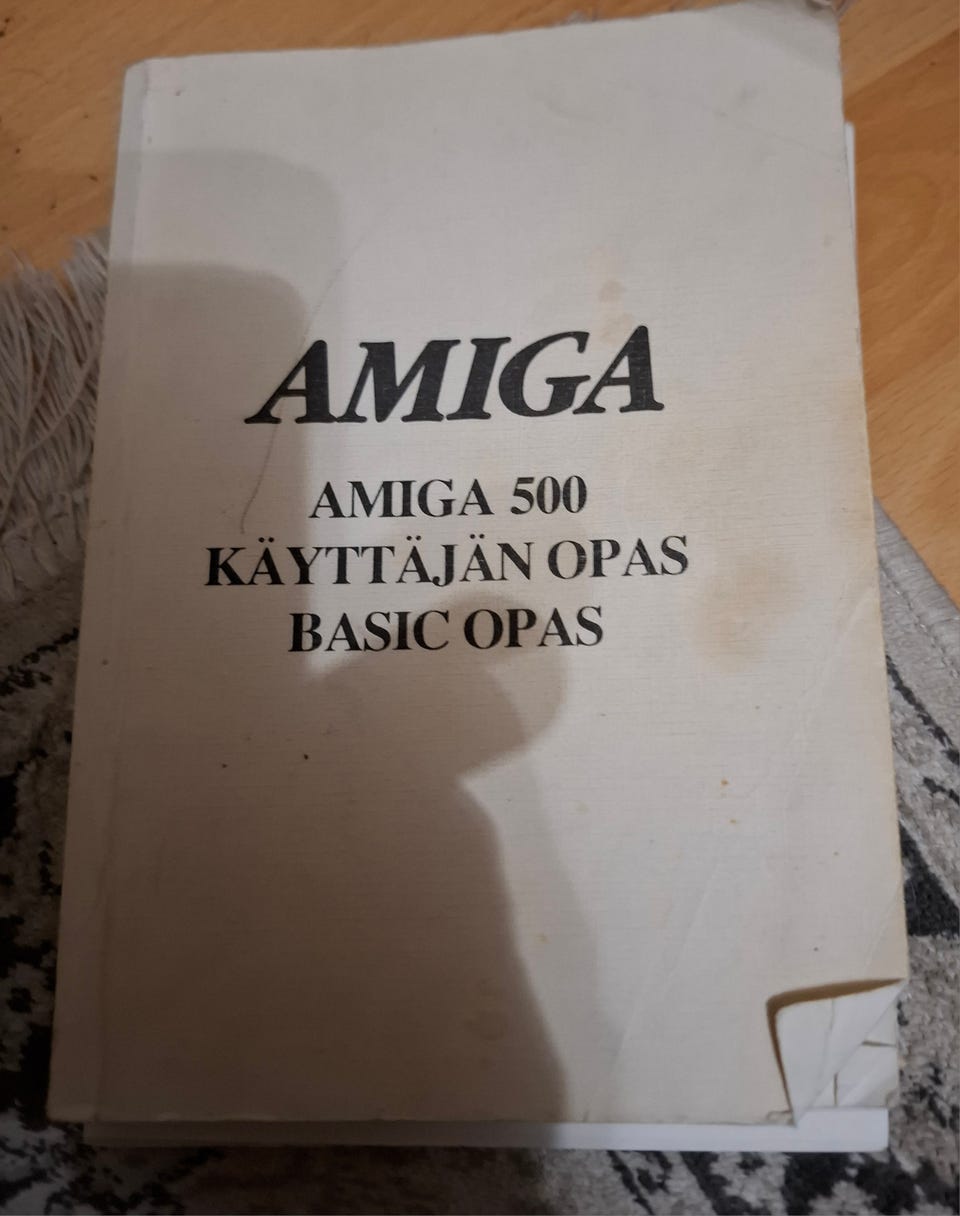 AMIGA
AMIGA 500
KÄYTTÄJÄN OPAS
BASIC OPAS